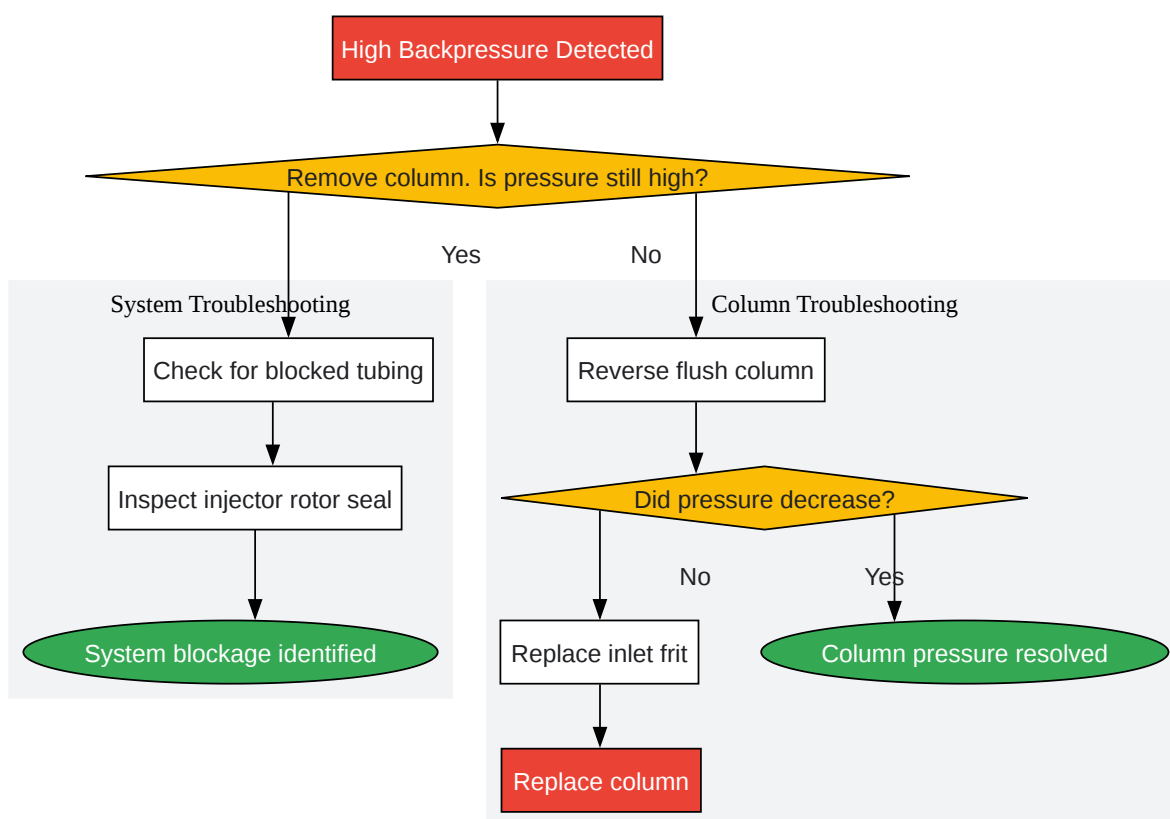 High Backpressure Detected
Remove column. Is pressure still high?
Yes
No
System Troubleshooting
Column Troubleshooting
Check for blocked tubing
Reverse flush column
Inspect injector rotor seal
Did pressure decrease?
No
Yes
System blockage identified
Replace inlet frit
Column pressure resolved
Replace column